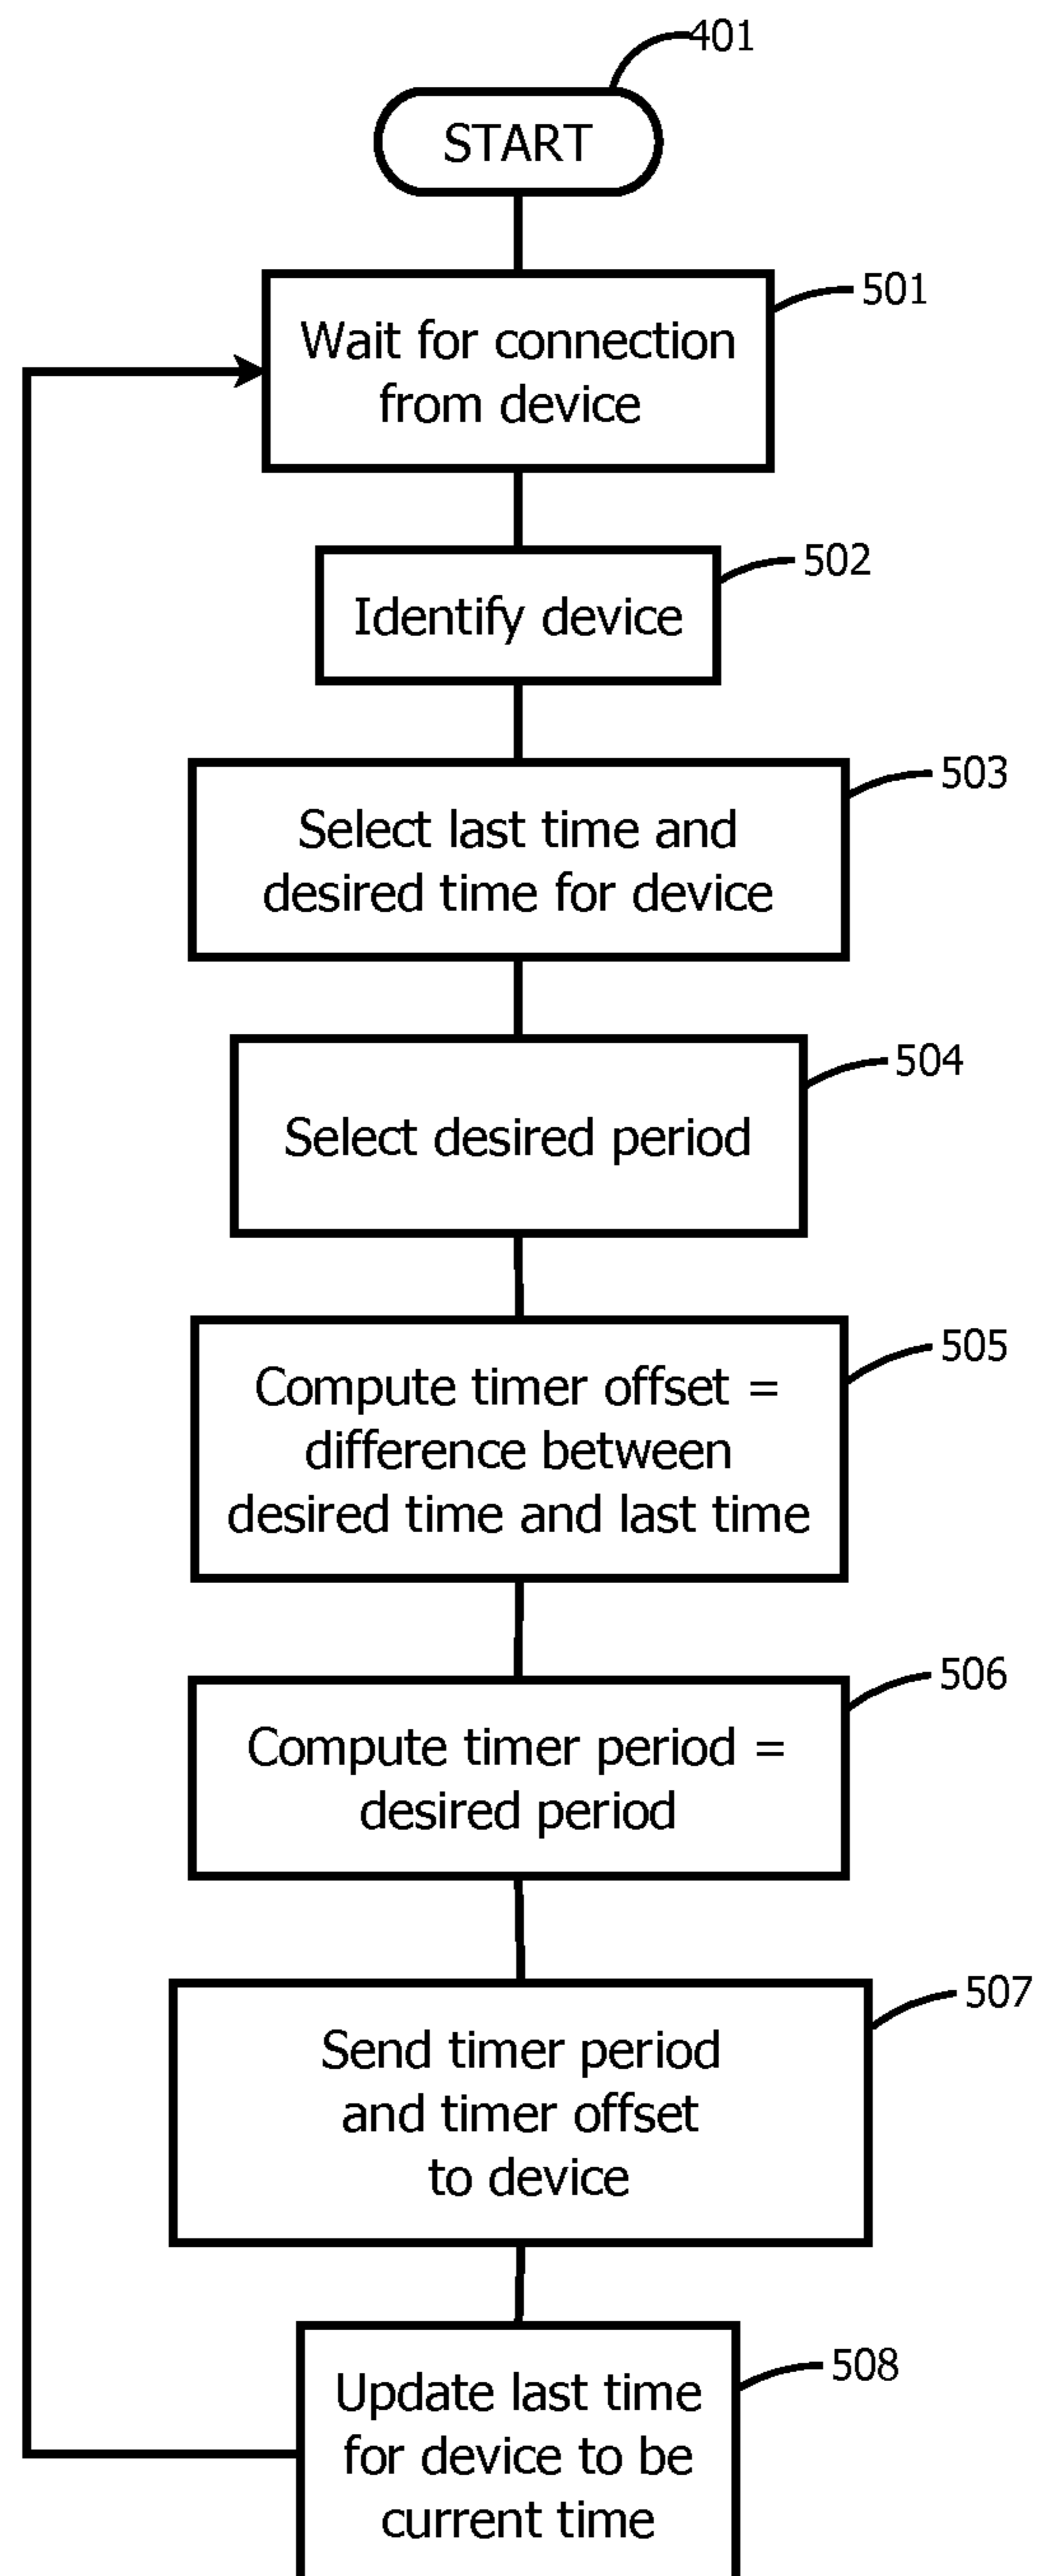 401
START
501
Wait for connection
from device
502
Identify device
503
Select last time and
desired time for device
504
Select desired period
505
Compute timer offset =
difference between
desired time and last time
506
Compute timer period =
desired period
507
Send timer period
and timer offset
to device
508
Update last time
for device to be
current time